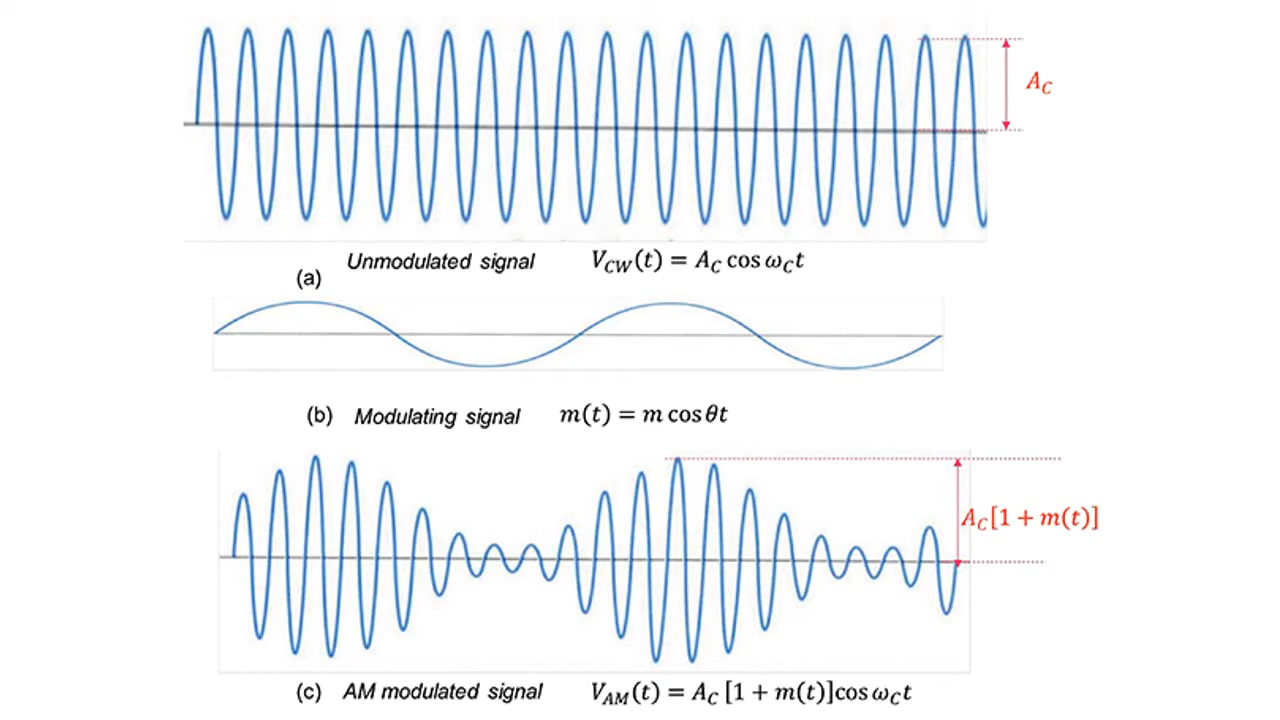 A_C
Unmodulated signal V_CW(t) = A_C cos ω_C t
(a)
(b) Modulating signal m(t) = m cos θt
A_C[1 + m(t)]
(c) AM modulated signal V_AM(t) = A_C [1 + m(t)]cos ω_C t